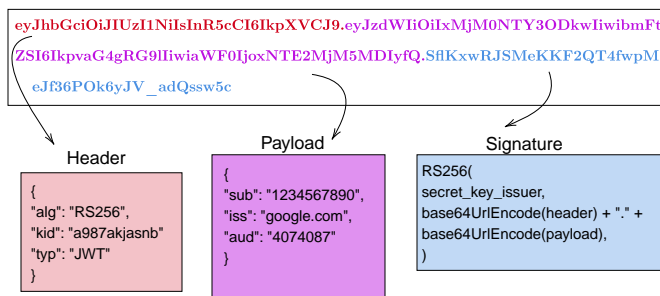 eyJhbGciOiJIUzI1NiIsInR5cCI6IkpXVCJ9.eyJzdWIiOiIxMjM0NTY3ODkwIiwibmFt
ZSI6IkpvaG4gRG9lIiwiaWF0IjoxNTE2MjM5MDIyfQ.SflKxwRJSMeKKF2QT4fwpM
eJf36POk6yJV_adQssw5c
Header
Payload
Signature
{
"alg": "RS256",
"kid": "a987akjasnb"
"typ": "JWT"
}
{
"sub": "1234567890",
"iss": "google.com",
"aud": "4074087"
}
RS256(
secret_key_issuer,
base64UrlEncode(header) + "." +
base64UrlEncode(payload),
)